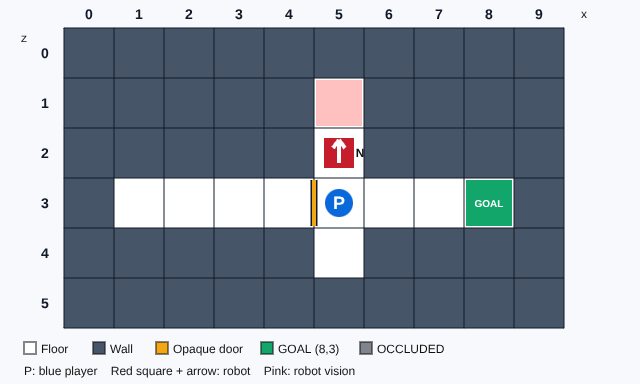 0 1 2 3 4 5 6 7 8 9 x
z
0
1
2 N
3 P GOAL
4
5
Floor Wall Opaque door GOAL (8,3) OCCLUDED
P: blue player Red square + arrow: robot Pink: robot vision